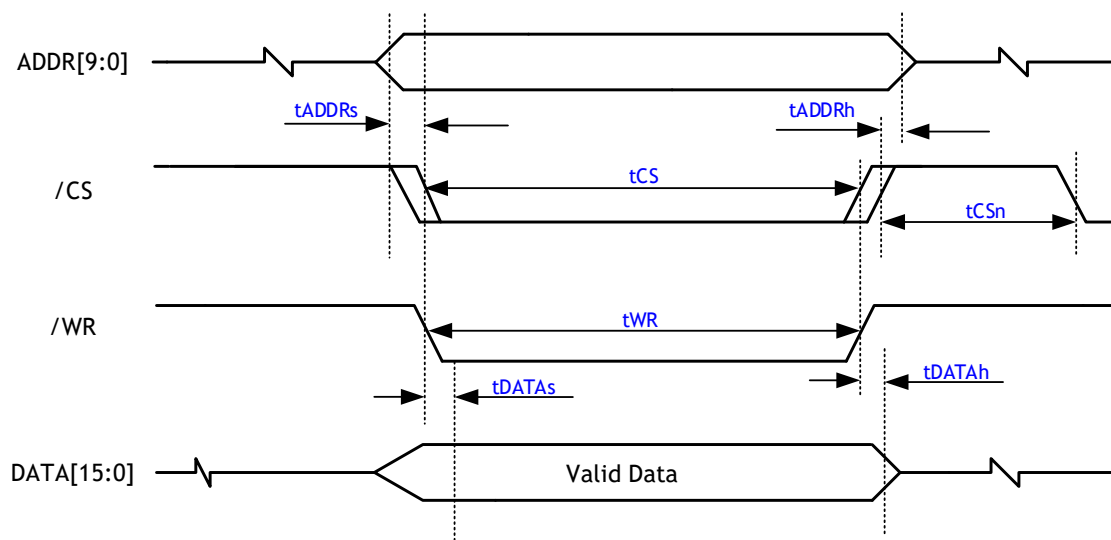 ADDR[9:0]
tADDRs
tADDRh
/CS
tCS
tCSn
/WR
tWR
tDATAs
tDATAh
DATA[15:0]
Valid Data